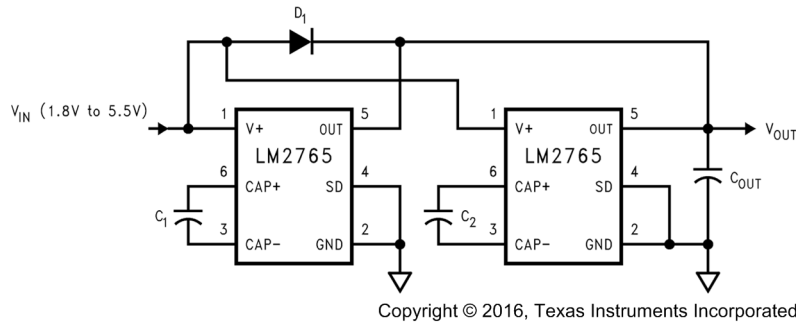 D1
VIN (1.8V to 5.5V)
1 V+ OUT 5
LM2765
6 CAP+ SD 4
C1
3 CAP- GND 2
1 V+ OUT 5
LM2765
6 CAP+ SD 4
C2
3 CAP- GND 2
VOUT
COUT
Copyright © 2016, Texas Instruments Incorporated